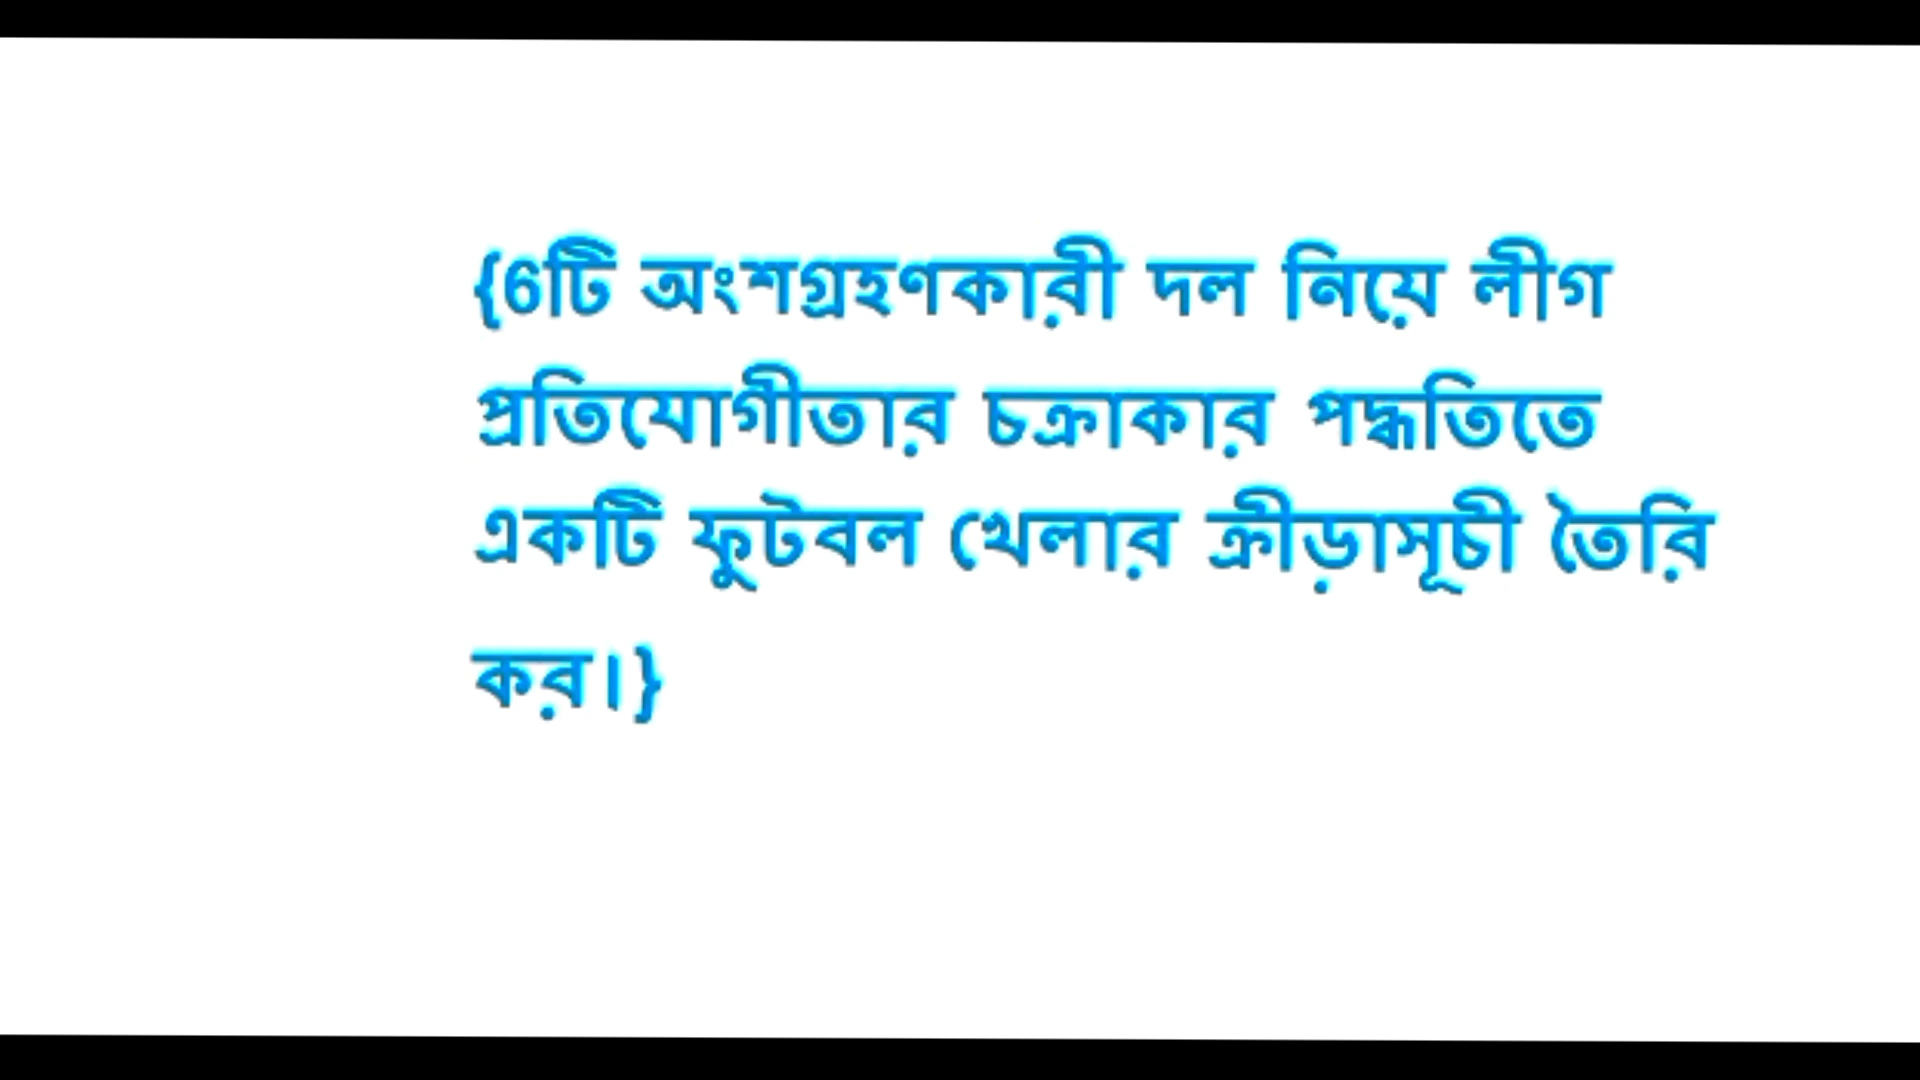 {6টি অংশগ্রহণকারী দল নিয়ে লীগ
প্রতিযোগীতার চক্রাকার পদ্ধতিতে
একটি ফুটবল খেলার ক্রীড়াসূচী তৈরি
কর।}